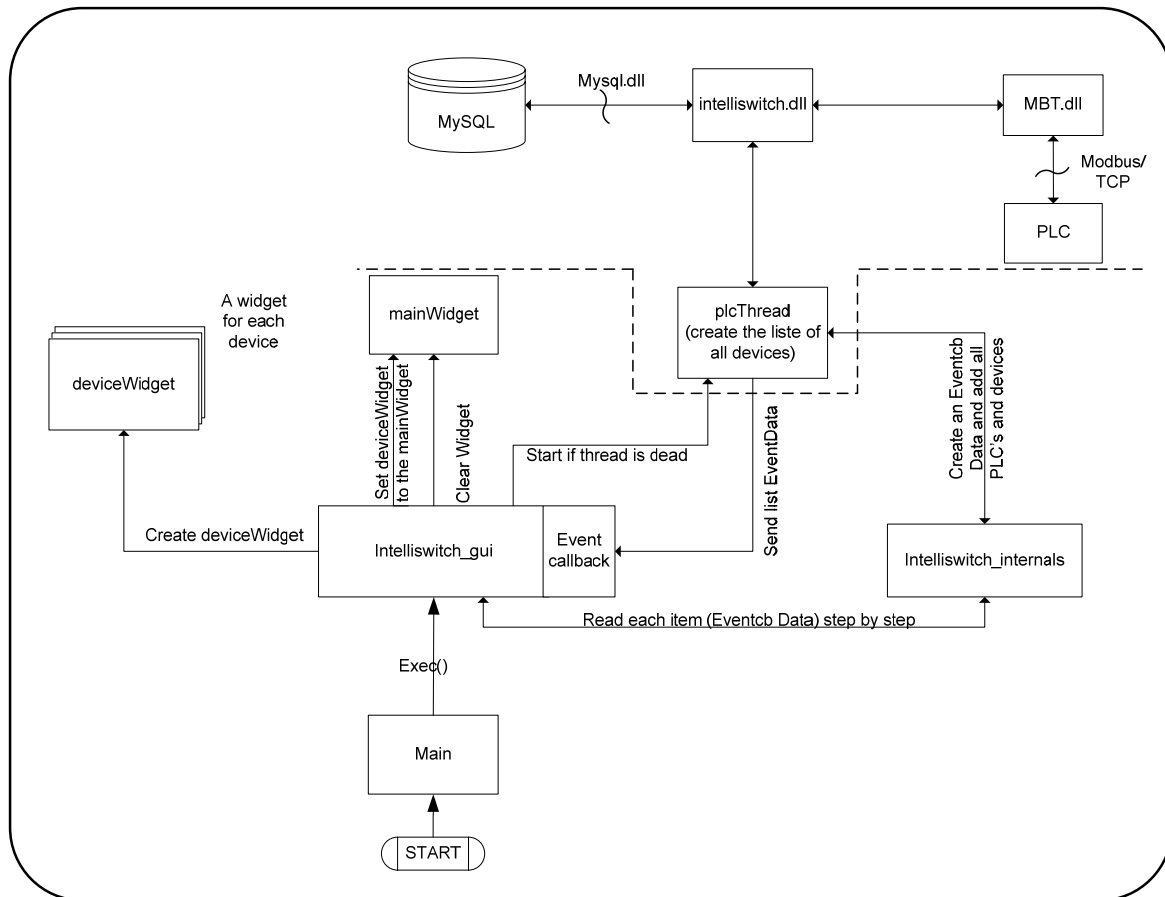 Mysql.dll
MySQL
intelliswitch.dll
MBT.dll
Modbus/
TCP
PLC
A widget
for each
device
mainWidget
plcThread
(create the liste of
all devices)
deviceWidget
Set deviceWidget
to the mainWidget
Clear Widget
Start if thread is dead
Send list EventData
Create an Eventcb
Data and add all
PLC's and devices
Create deviceWidget
Intelliswitch_gui
Event
callback
Intelliswitch_internals
Read each item (Eventcb Data) step by step
Exec()
Main
START